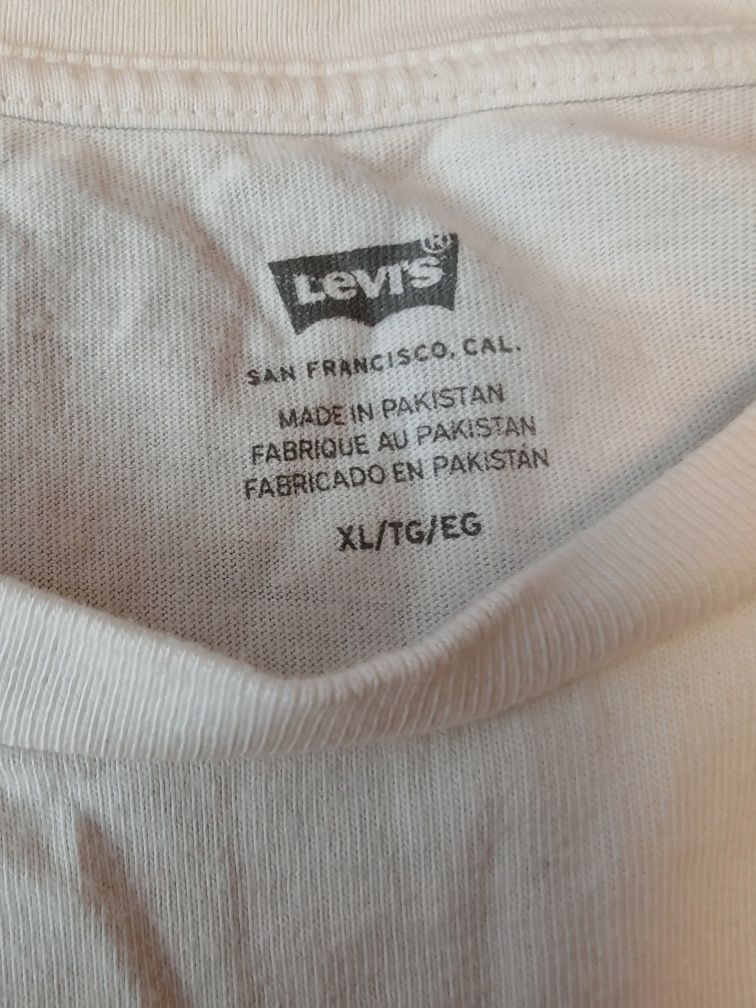 Levi's®
SAN FRANCISCO, CAL.
MADE IN PAKISTAN
FABRIQUE AU PAKISTAN
FABRICADO EN PAKISTÁN
XL/TG/EG